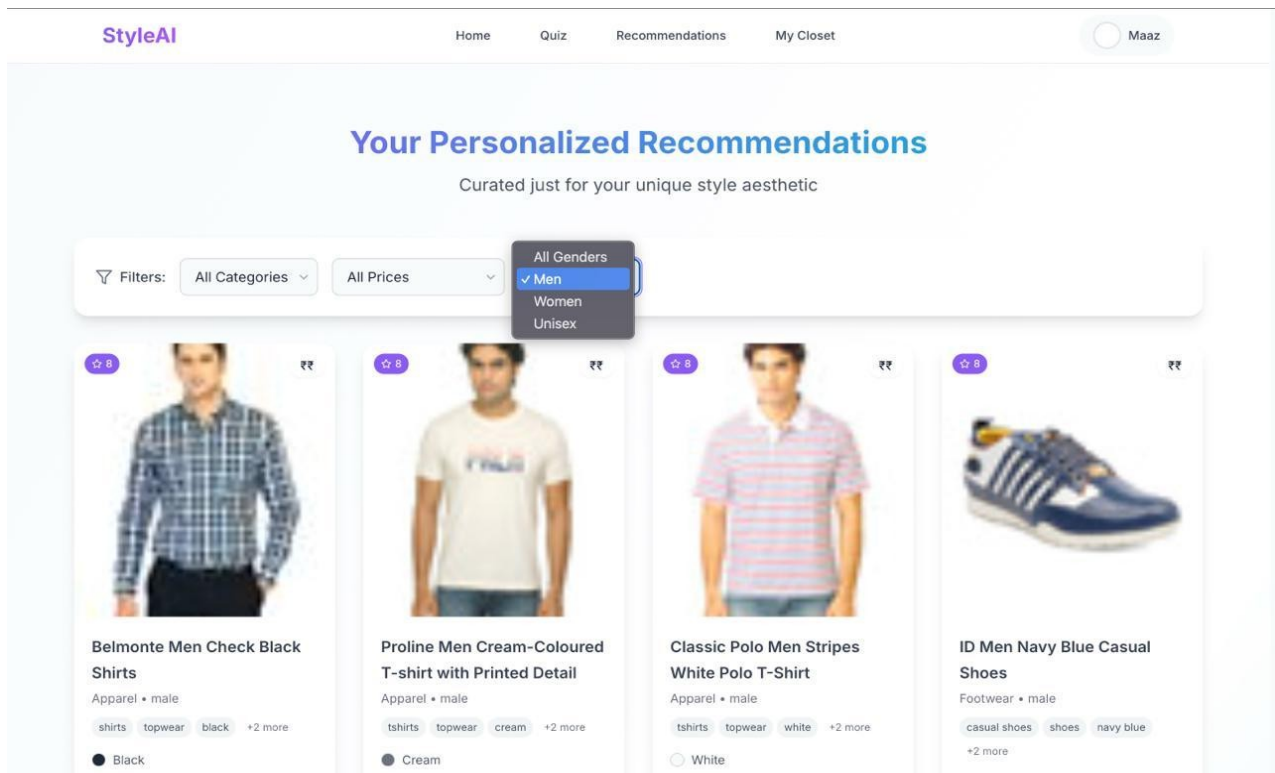 StyleAI
Home Quiz Recommendations My Closet
Maaz
Your Personalized Recommendations
Curated just for your unique style aesthetic
Filters: All Categories All Prices
All Genders
✓ Men
Women
Unisex
8 ₹₹
8 ₹₹
8 ₹₹
8 ₹₹
Belmonte Men Check Black
Shirts
Apparel • male
shirts topwear black +2 more
Black
Proline Men Cream-Coloured
T-shirt with Printed Detail
Apparel • male
tshirts topwear cream +2 more
Cream
Classic Polo Men Stripes
White Polo T-Shirt
Apparel • male
tshirts topwear white +2 more
White
ID Men Navy Blue Casual
Shoes
Footwear • male
casual shoes shoes navy blue
+2 more